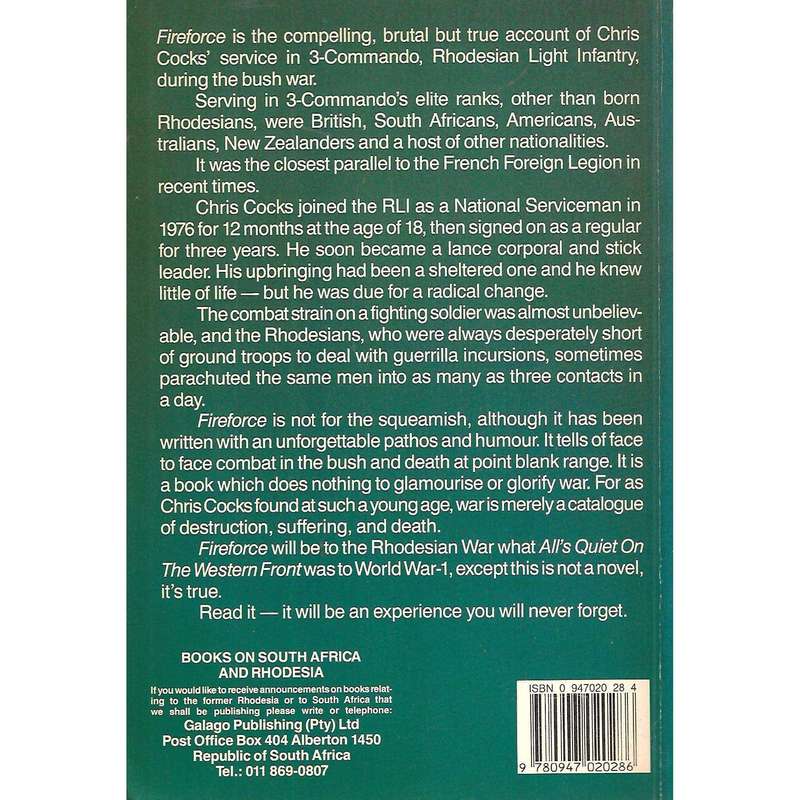 Fireforce is the compelling, brutal but true account of Chris
Cocks' service in 3-Commando, Rhodesian Light Infantry,
during the bush war.
Serving in 3-Commando's elite ranks, other than born
Rhodesians, were British, South Africans, Americans, Aus-
tralians, New Zealanders and a host of other nationalities.
It was the closest parallel to the French Foreign Legion in
recent times.
Chris Cocks joined the RLI as a National Serviceman in
1976 for 12 months at the age of 18, then signed on as a regular
for three years. He soon became a lance corporal and stick
leader. His upbringing had been a sheltered one and he knew
little of life — but he was due for a radical change.
The combat strain on a fighting soldier was almost unbeliev-
able, and the Rhodesians, who were always desperately short
of ground troops to deal with guerrilla incursions, sometimes
parachuted the same men into as many as three contacts in
a day.
Fireforce is not for the squeamish, although it has been
written with an unforgettable pathos and humour. It tells of face
to face combat in the bush and death at point blank range. It is
a book which does nothing to glamourise or glorify war. For as
Chris Cocks found at such a young age, war is merely a catalogue
of destruction, suffering, and death.
Fireforce will be to the Rhodesian War what All's Quiet On
The Western Front was to World War-1, except this is not a novel,
it's true.
Read it — it will be an experience you will never forget.
BOOKS ON SOUTH AFRICA
AND RHODESIA
If you would like to receive announcements on books relat-
ing to the former Rhodesia or to South Africa that
we shall be publishing please write or telephone:
Galago Publishing (Pty) Ltd
Post Office Box 404 Alberton 1450
Republic of South Africa
Tel.: 011 869-0807
ISBN 0 947020 28 4
9 780947 020286